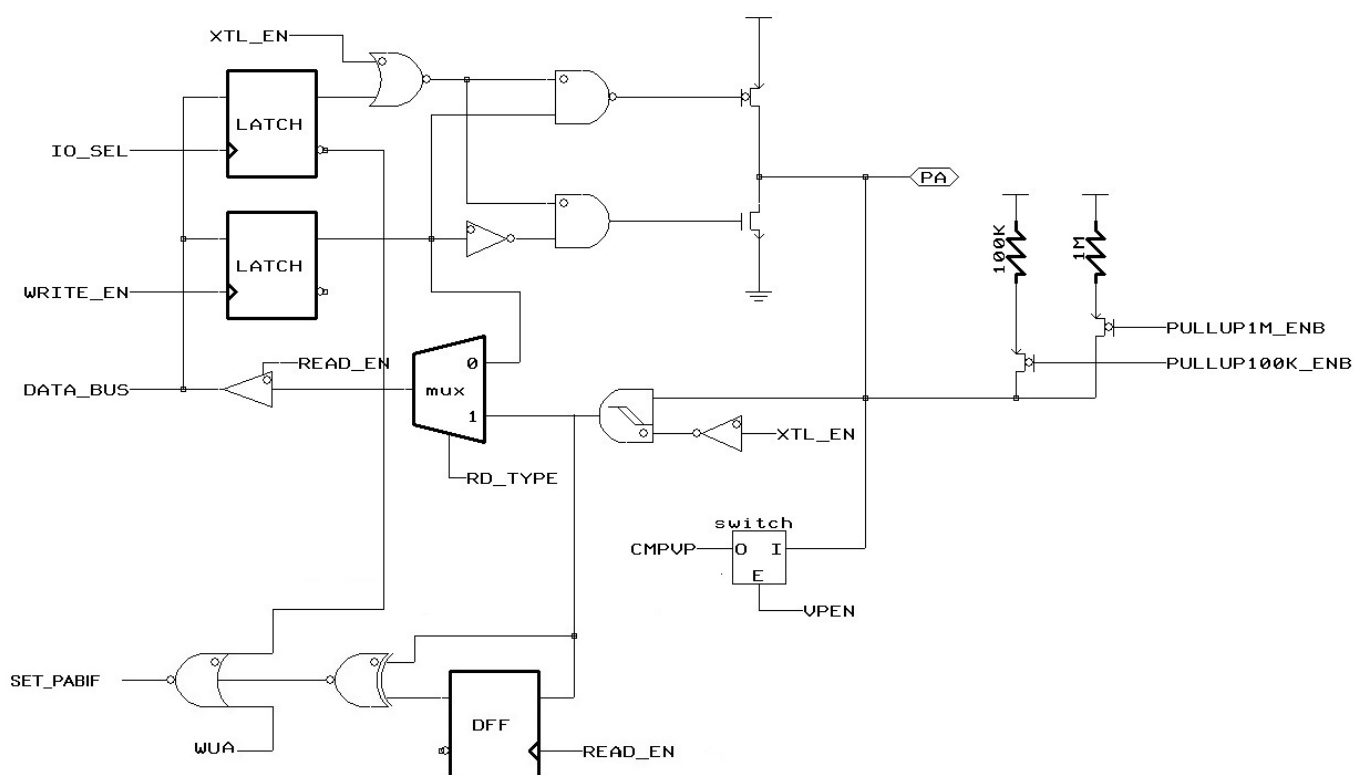 XTL_EN
LATCH
IO_SEL
PA
LATCH
100K
1M
WRITE_EN
PULLUP1M_ENB
READ_EN
0
PULLUP100K_ENB
DATA_BUS
mux
1
XTL_EN
RD_TYPE
switch
CMPVP
O I
E
VPEN
SET_PABIF
DFF
WUA
READ_EN